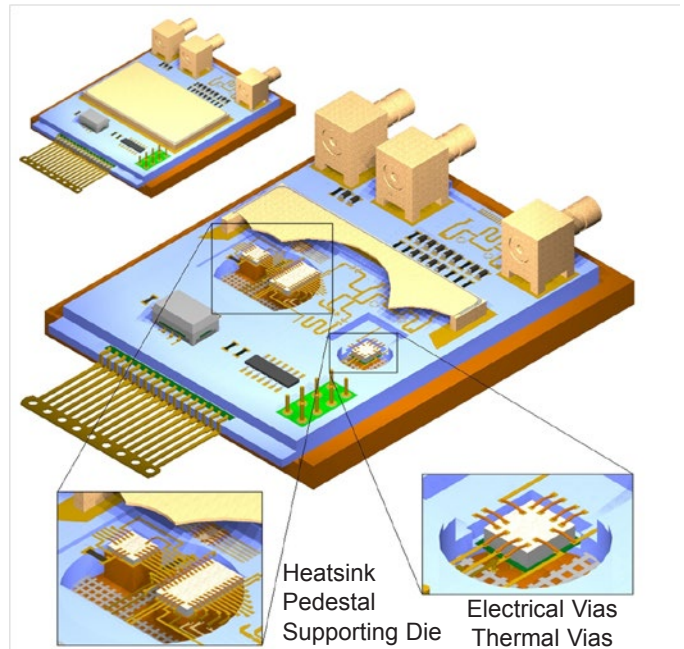 Heatsink
Pedestal
Supporting Die
Electrical Vias
Thermal Vias